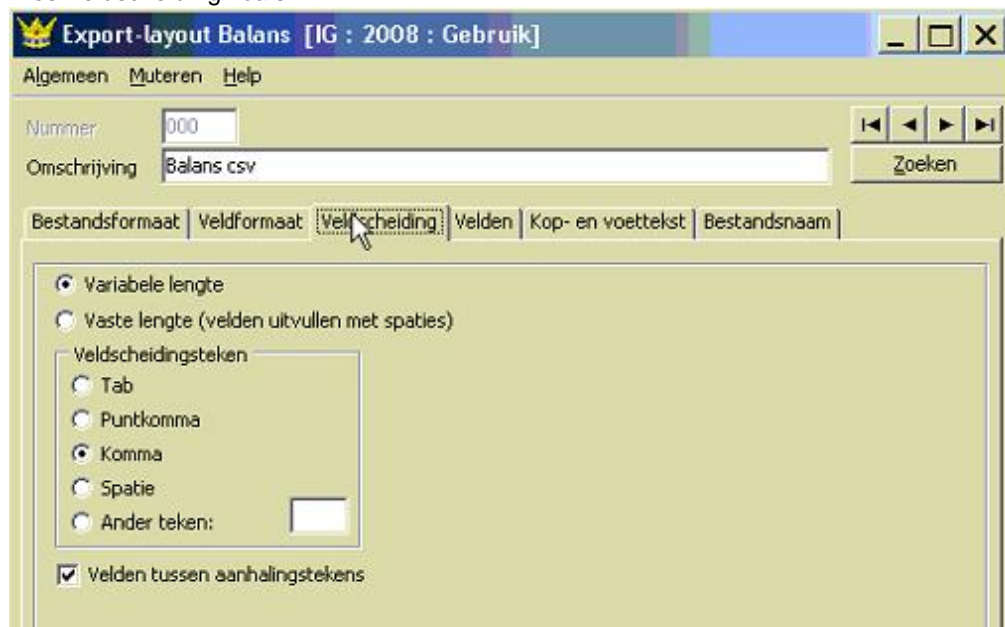 Export-layout Balans [IG : 2008 : Gebruik]
Algemeen Muteren Help
Nummer 000
Omschrijving Balans csv Zoeken
Bestandsformaat Veldformaat Veldscheiding Velden Kop- en voettekst Bestandsnaam
Variabele lengte
Vaste lengte (velden uitvullen met spaties)
Veldscheidingsteken
Tab
Puntkomma
Komma
Spatie
Ander teken:
Velden tussen aanhalingstekens